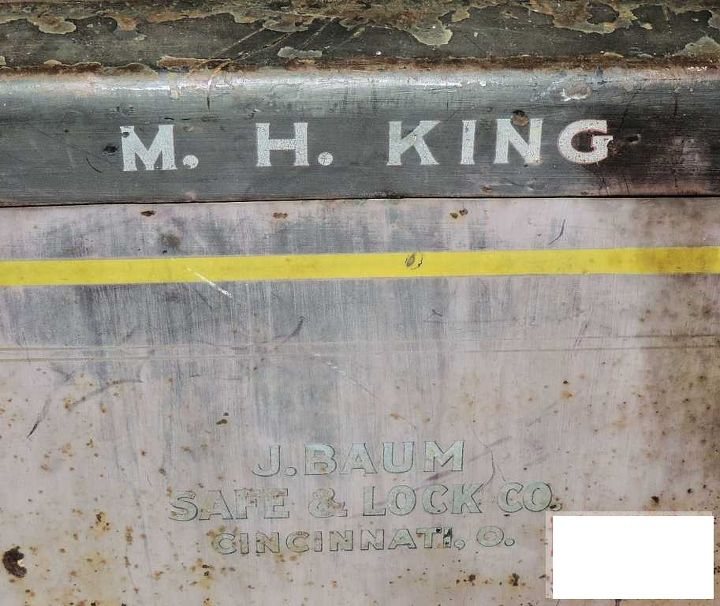 M. H. KING
J. BAUM
SAFE & LOCK CO.
CINCINNATI, O.